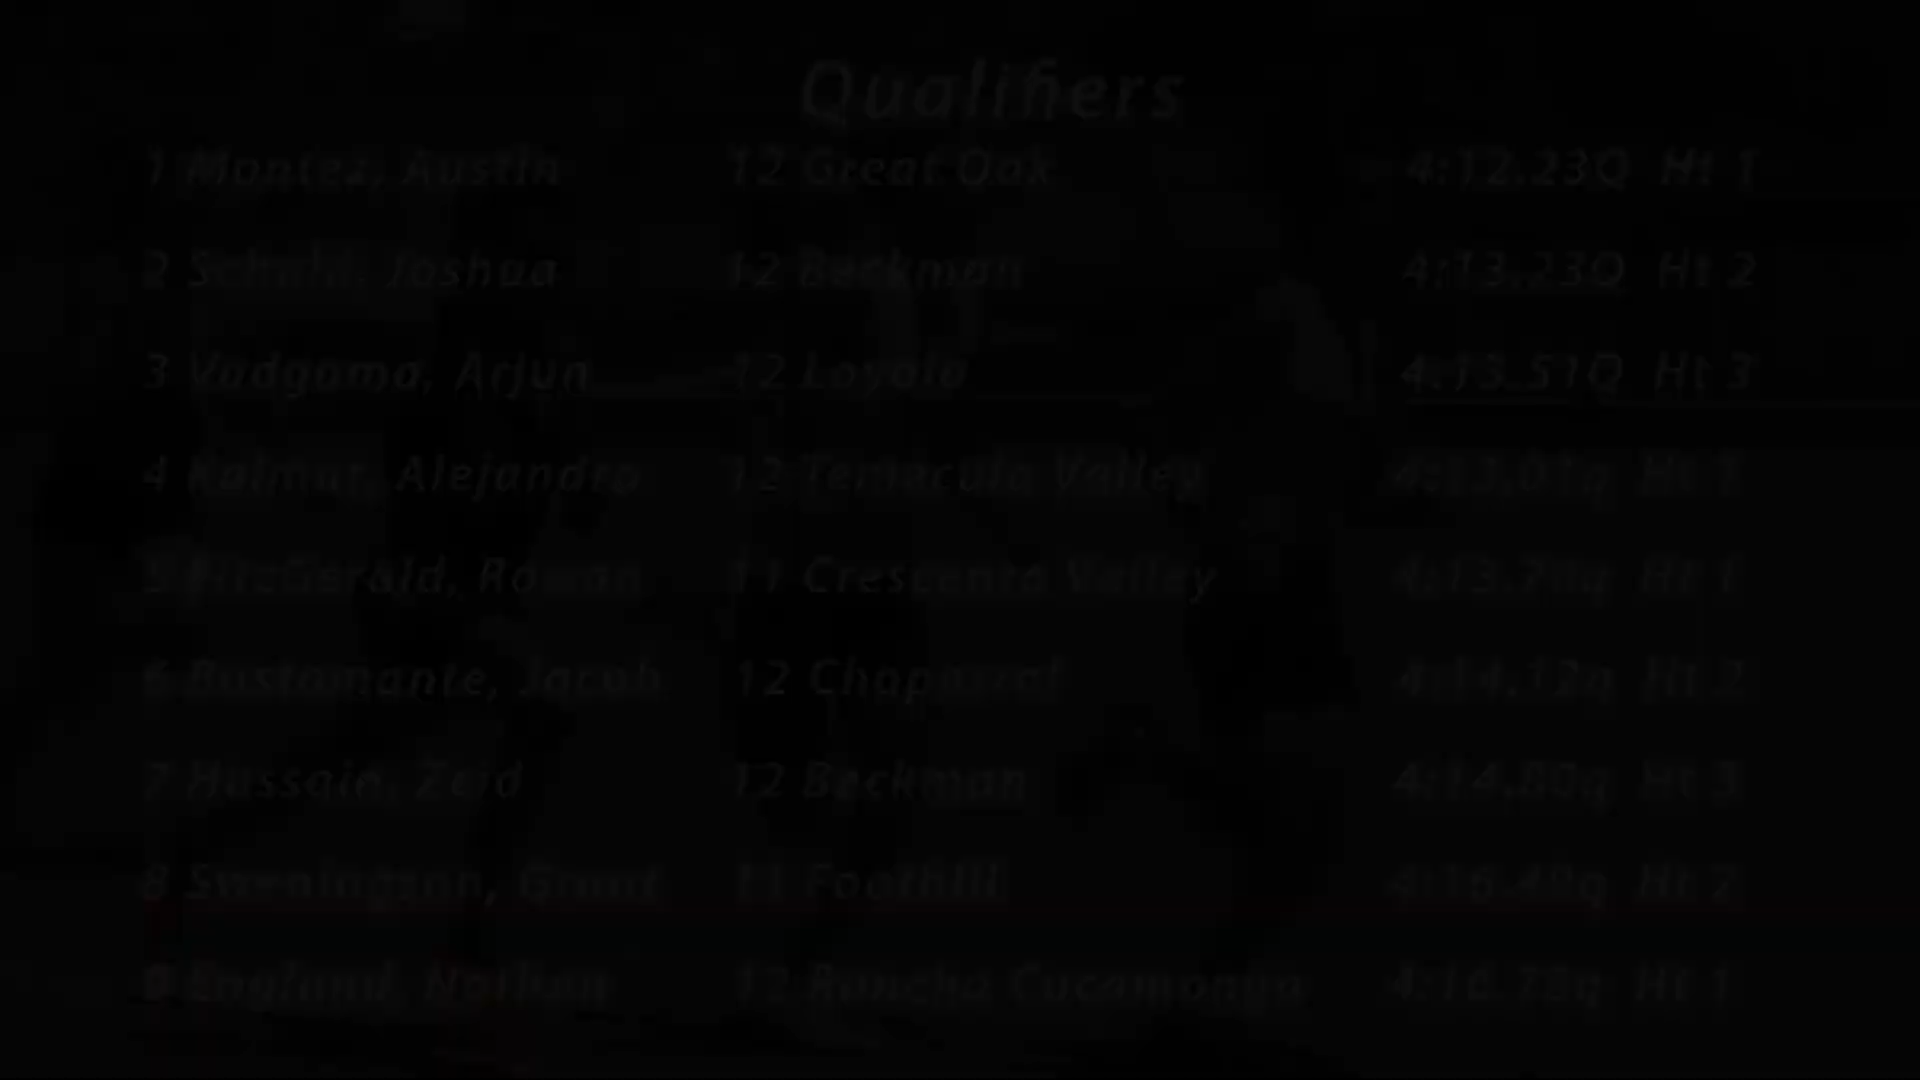 Qualifiers
1 Montez, Austin 12 Great Oak 4:12.23Q Ht 1
2 Joshua 12 Beckman 4:13.23Q Ht 2
3 Vadgama, Arjun 12 Loyola 4:13.51Q Ht 3
4 Alejandro 12 Temecula Valley Ht 1
5 FitzGerald, Rowan 11 Crescenta Valley Ht 1
6 Bustamante, Jacob 12 Chaparral Ht 2
7 Hussain, Zeid 12 Beckman 4:14.80q Ht 3
8 Grant 11 Foothill Ht 2
9 England, Nathan 12 Rancho Cucamonga Ht 1